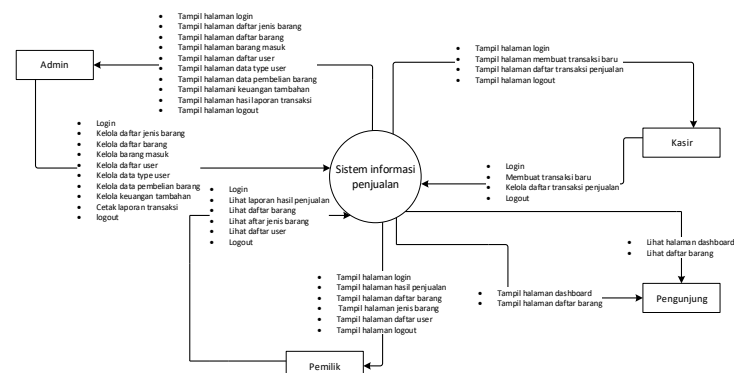 Tampil halaman login
Tampil halaman daftar jenis barang
Tampil halaman daftar barang
Tampil halaman barang masuk
Tampil halaman daftar user
Tampil halaman data type user
Tampil halaman data pembelian barang
Tampil halamani keuangan tambahan
Tampil halaman hasi laporan transaksi
Tampil halaman logout
Admin
Tampil halaman login
Tampil halaman membuat transaksi baru
Tampil halaman daftar transaksi penjualan
Tampil halaman logout
Kasir
Login
Kelola daftar jenis barang
Kelola daftar barang
Kelola barang masuk
Kelola daftar user
Kelola data type user
Kelola data pembelian barang
Kelola keuangan tambahan
Cetak laporan transaksi
logout
Sistem informasi
penjualan
Login
Membuat transaksi baru
Kelola daftar transaksi penjualan
Logout
Login
Lihat laporan hasil penjualan
Lihat daftar barang
Lihat aftar jenis barang
Lihat daftar user
Logout
Lihat halaman dashboard
Lihat daftar barang
Tampil halaman login
Tampil halaman hasil penjualan
Tampil halaman daftar barang
Tampil halaman jenis barang
Tampil halaman daftar user
Tampil halaman logout
Tampil halaman dashboard
Tampil halaman daftar barang
Pengunjung
Pemilik